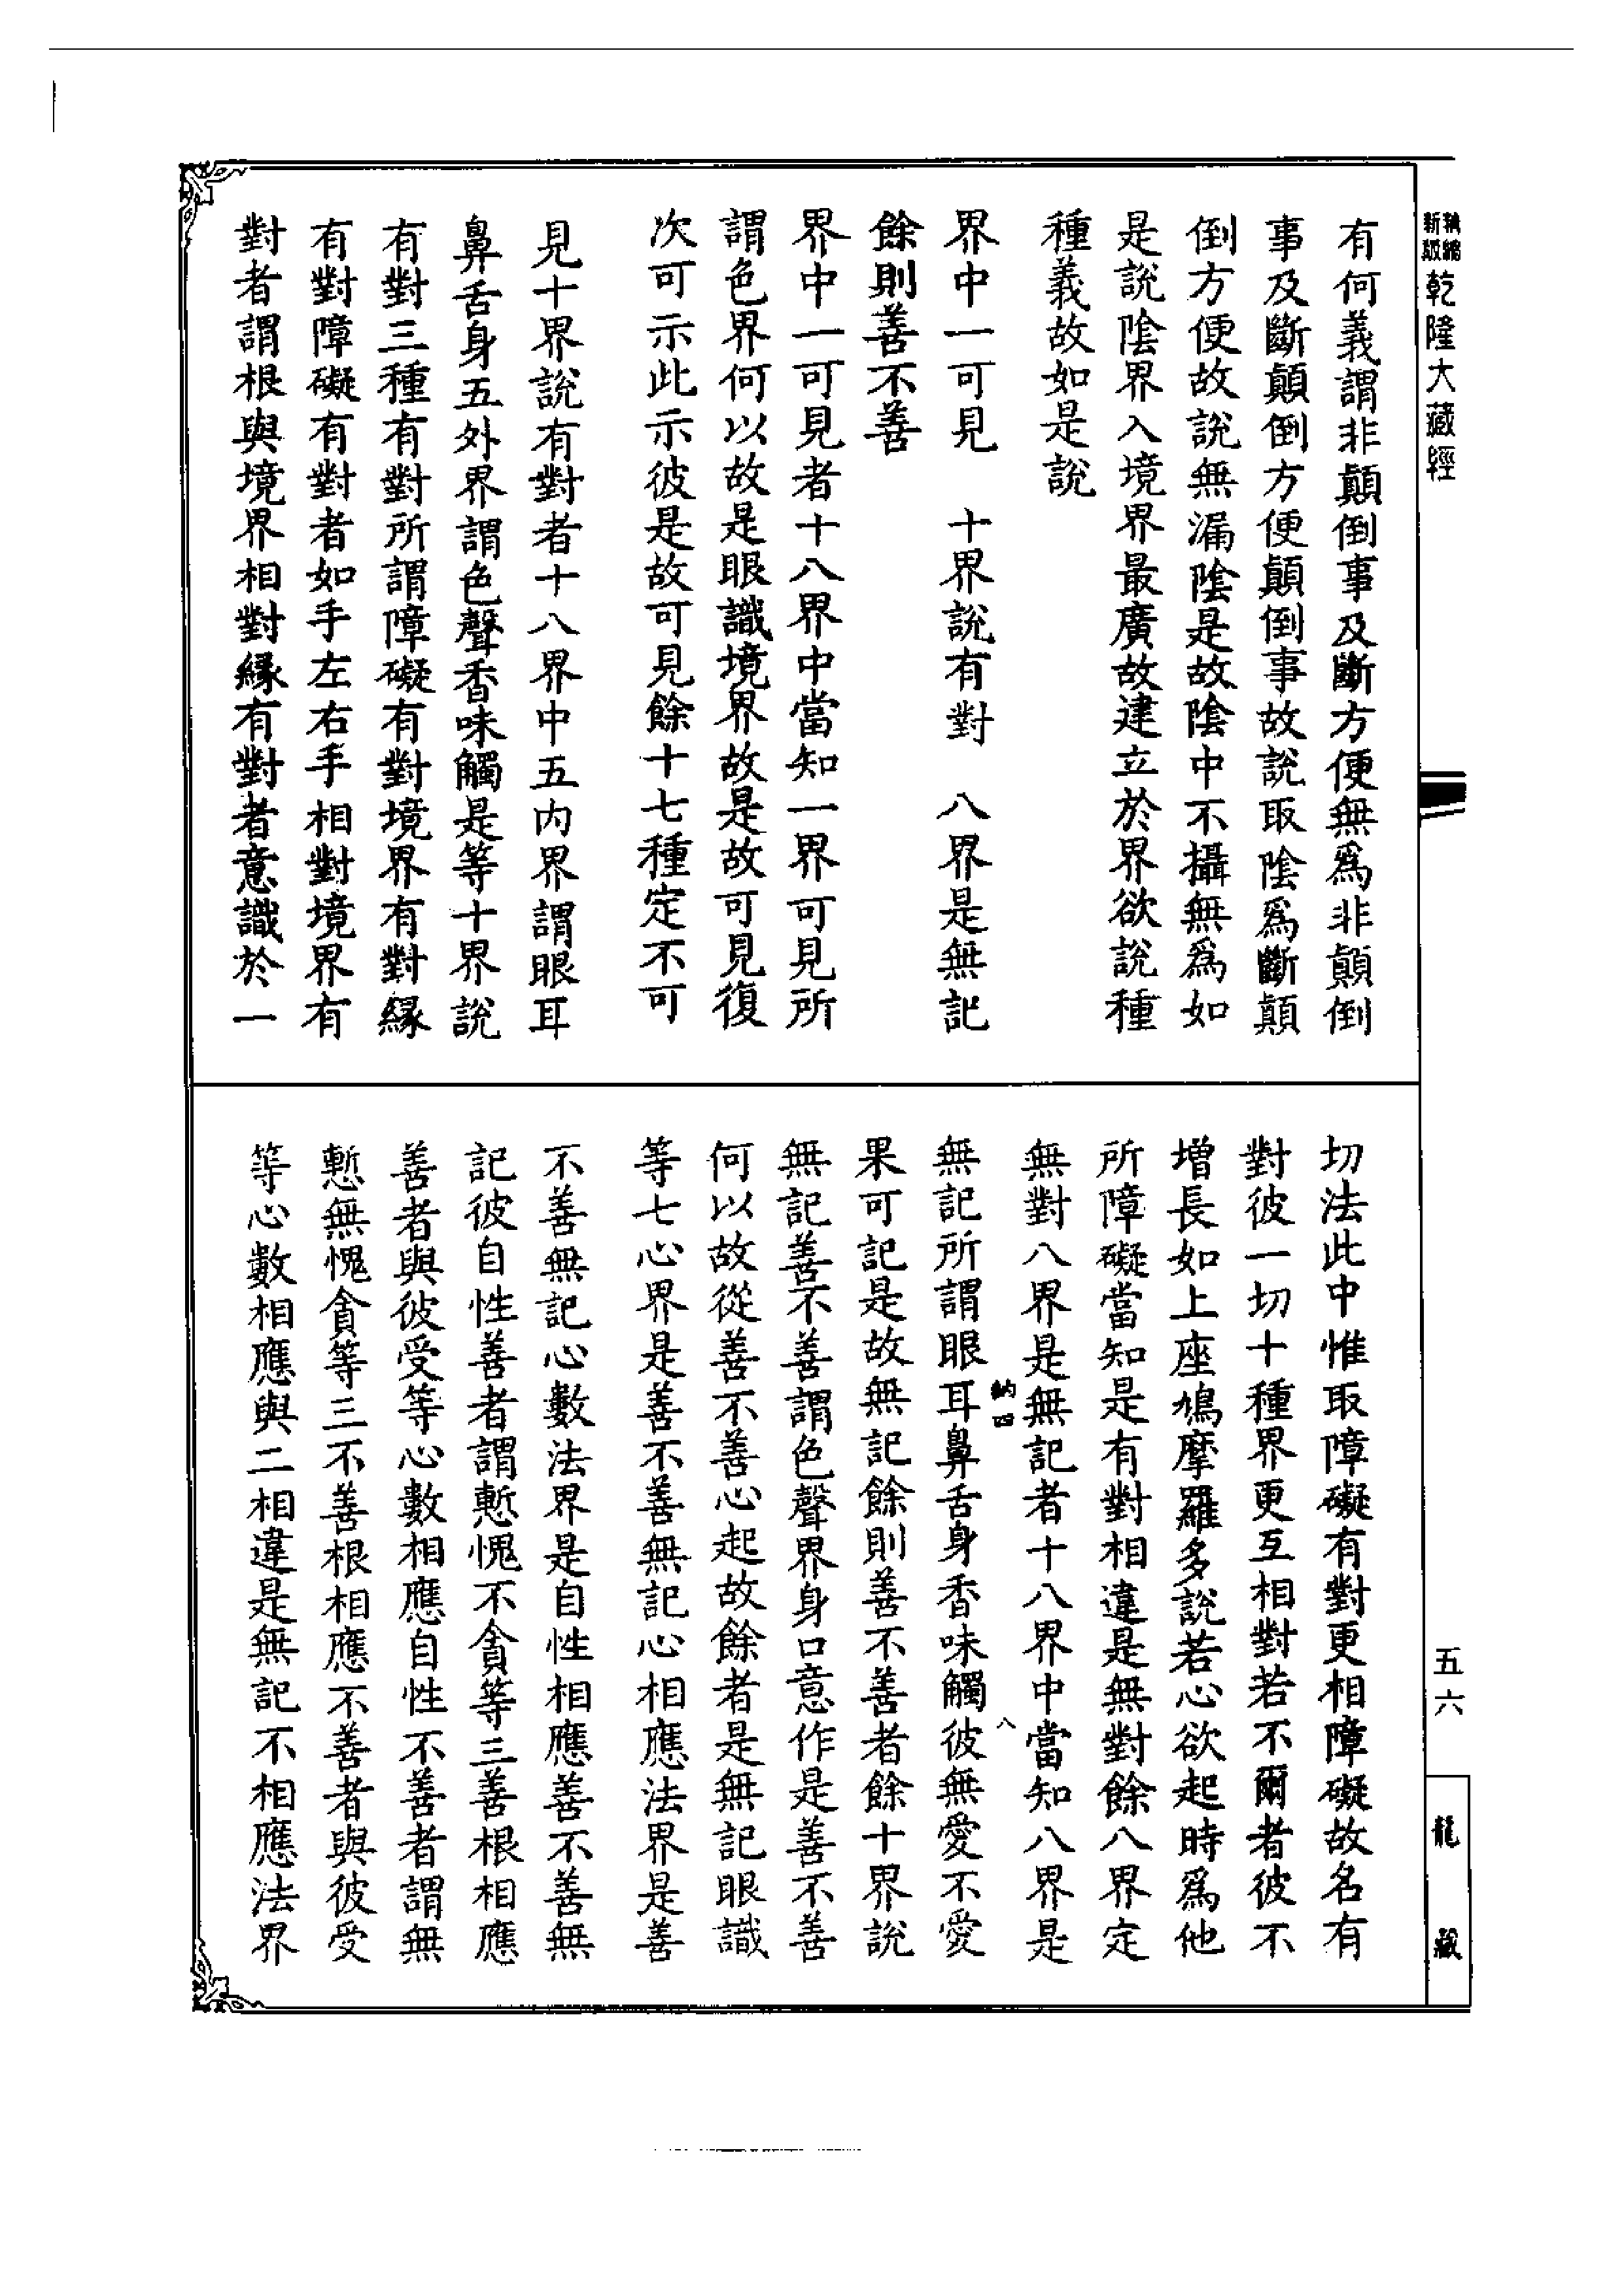 新編縮版乾隆大藏經
有何義謂非顛倒事及斷方便無為非顛倒
事及斷顛倒方便顛倒事故說取陰為斷顛
倒方便故說無漏陰是故陰中不攝無為如
是說陰界入境界最廣故建立於界欲說種
種義故如是說
界中一可見　十界說有對　八界是無記
餘則善不善
界中一可見者十八界中當知一界可見所
謂色界何以故是眼識境界故是故可見復
次可示此示彼是故可見餘十七種定不可
見十界說有對者十八界中五內界謂眼耳
鼻舌身五外界謂色聲香味觸是等十界說
有對三種有對所謂障礙有對境界有對緣
有對障礙有對者如手左右手相對境界有
對者謂根與境界相對緣有對者意識於一
切法此中惟取障礙有對更相障礙故名有
對彼一切十種界更互相對若不爾者彼不
增長如上座鳩摩羅多說若心欲起時為他
所障礙當知是有對相違是無對餘八界定
無對八界是無記者十八界中當知八界是
納四
八
無記所謂眼耳鼻舌身香味觸彼無愛不愛
果可記是故無記餘則善不善者餘十界說
無記善不善謂色聲界身口意作是善不善
何以故從善不善心起故餘者是無記眼識
等七心界是善不善無記心相應法界是善
不善無記心數法界是自性相應善不善無
記彼自性善者謂慙愧不貪等三善根相應
善者與彼受等心數相應自性不善者謂無
慙無愧貪等三不善根相應不善者與彼受
等心數相應與二相違是無記不相應法界
五六
龍藏